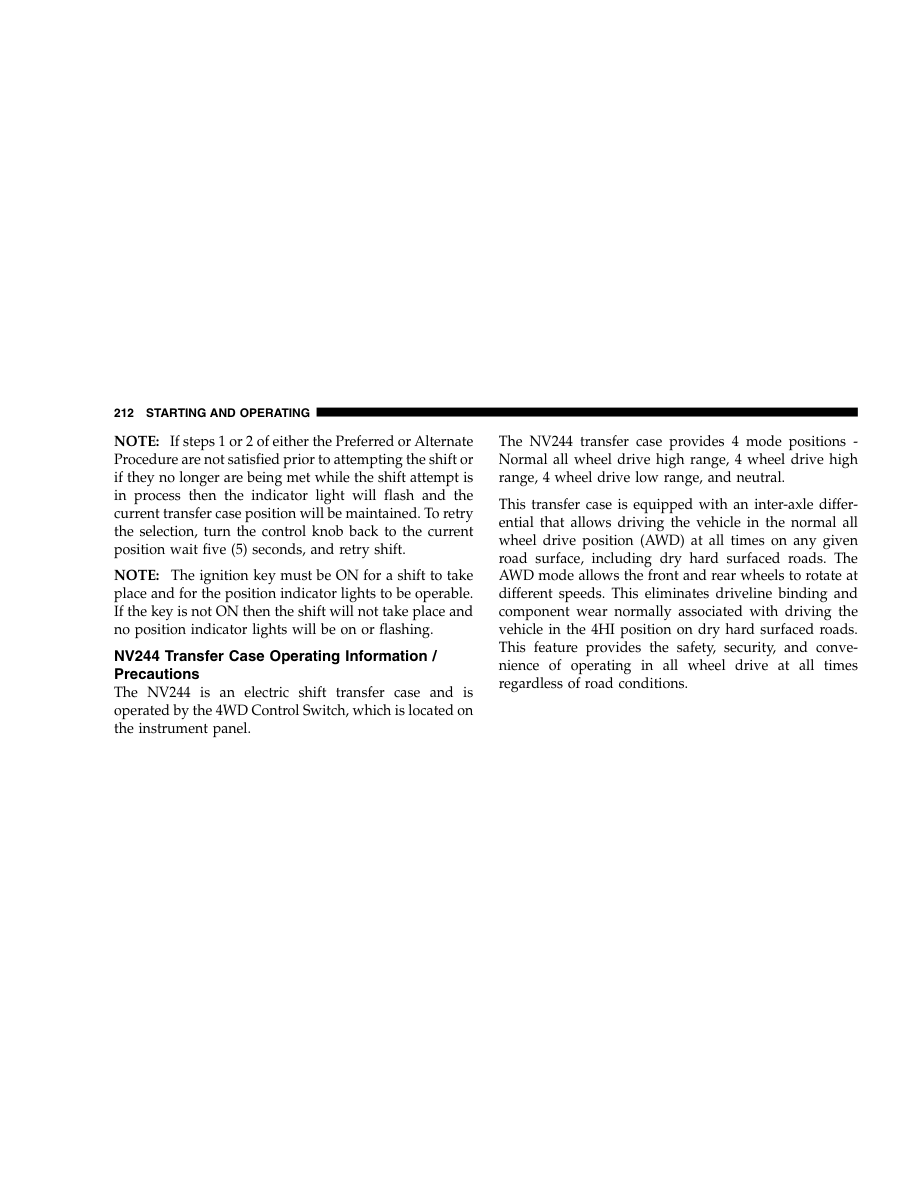 212 STARTING AND OPERATING
NOTE: If steps 1 or 2 of either the Preferred or Alternate
Procedure are not satisfied prior to attempting the shift or
if they no longer are being met while the shift attempt is
in process then the indicator light will flash and the
current transfer case position will be maintained. To retry
the selection, turn the control knob back to the current
position wait five (5) seconds, and retry shift.
NOTE: The ignition key must be ON for a shift to take
place and for the position indicator lights to be operable.
If the key is not ON then the shift will not take place and
no position indicator lights will be on or flashing.
NV244 Transfer Case Operating Information /
Precautions
The NV244 is an electric shift transfer case and is
operated by the 4WD Control Switch, which is located on
the instrument panel.
The NV244 transfer case provides 4 mode positions -
Normal all wheel drive high range, 4 wheel drive high
range, 4 wheel drive low range, and neutral.
This transfer case is equipped with an inter-axle differ-
ential that allows driving the vehicle in the normal all
wheel drive position (AWD) at all times on any given
road surface, including dry hard surfaced roads. The
AWD mode allows the front and rear wheels to rotate at
different speeds. This eliminates driveline binding and
component wear normally associated with driving the
vehicle in the 4HI position on dry hard surfaced roads.
This feature provides the safety, security, and conve-
nience of operating in all wheel drive at all times
regardless of road conditions.